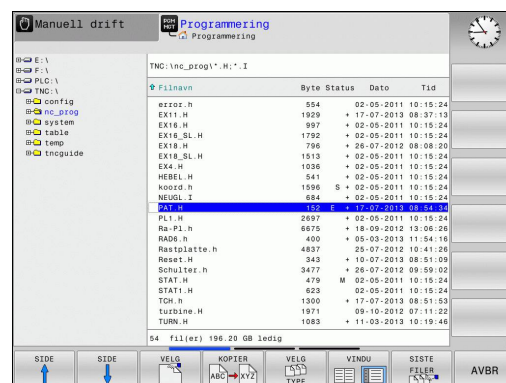 Manuell drift
PGM
MGT
Programmering
Programmering
E:\
F:\
PLC:\
TNC:\
config
nc_prog
system
table
temp
tncguide
TNC:\nc_prog\*.H;*.I
Filnavn Byte Status Dato Tid
error.h 554 02-05-2011 10:15:24
EX11.H 1929 + 17-07-2013 08:37:13
EX16.H 997 + 02-05-2011 10:15:24
EX16_SL.H 1792 + 02-05-2011 10:15:24
EX18.H 796 + 26-07-2012 08:08:20
EX18_SL.H 1513 + 02-05-2011 10:15:24
EX4.H 1036 + 02-05-2011 10:15:24
HEBEL.H 541 + 02-05-2011 10:15:24
koord.h 1596 S + 02-05-2011 10:15:24
NEUGL.I 684 + 02-05-2011 10:15:24
PAT.H 152 E + 17-07-2013 08:54:34
PL1.H 2697 + 02-05-2011 10:15:24
Ra-Pl.h 6675 + 18-09-2012 13:06:26
RAD6.h 400 + 05-03-2013 11:54:16
Rastplatte.h 4837 25-07-2012 10:41:26
Reset.H 343 + 10-07-2013 08:51:09
Schulter.h 3477 + 26-07-2012 09:59:02
STAT.H 479 M 02-05-2011 10:15:24
STAT1.H 623 02-05-2011 10:15:24
TCH.h 1300 + 17-07-2013 08:51:53
turbine.H 1971 09-10-2012 07:11:22
TURN.H 1083 + 11-03-2013 10:19:46
54 fil(er) 196.20 GB ledig
SIDE SIDE VELG KOPIER VELG VINDU SISTE
ABC XYZ TYPE FILER AVBR